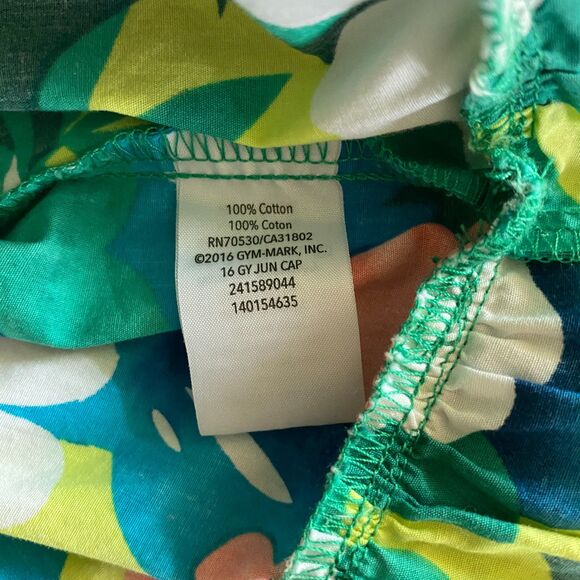 100% Cotton
100% Coton
RN70530/CA31802
©2016 GYM-MARK, INC.
16 GY JUN CAP
241589044
140154635